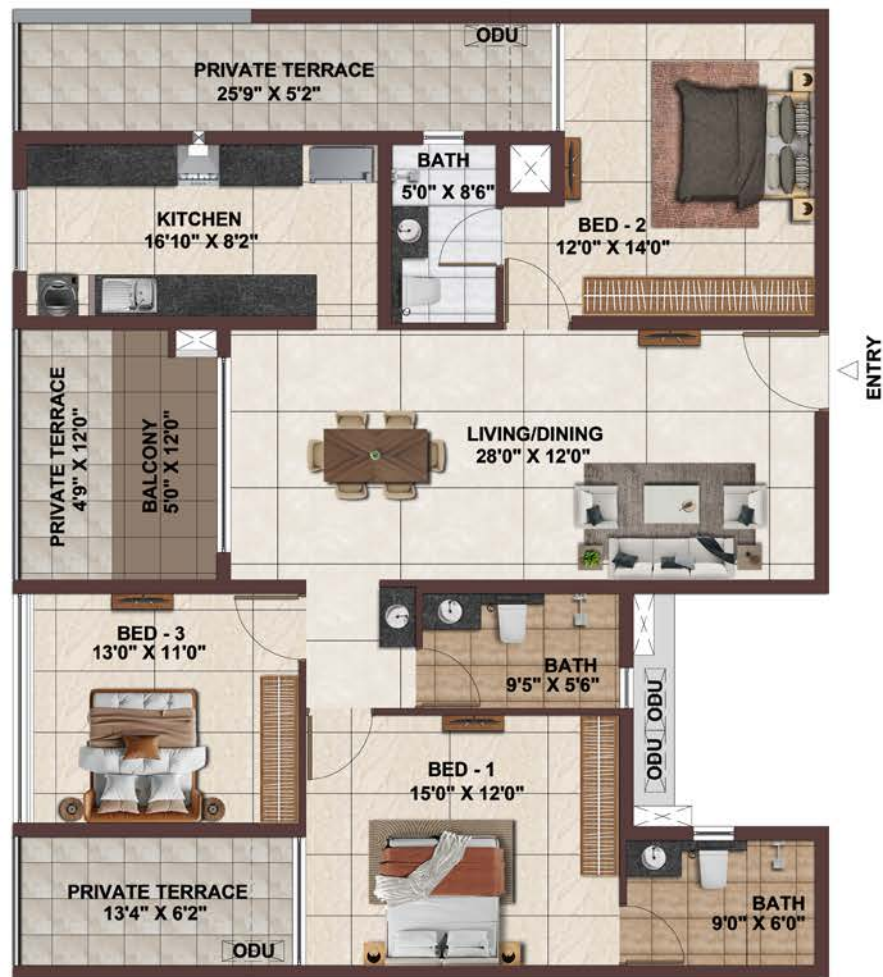 ODU
PRIVATE TERRACE
25'9" X 5'2"
BATH
5'0" X 8'6"
KITCHEN
16'10" X 8'2"
BED - 2
12'0" X 14'0"
ENTRY
PRIVATE TERRACE
4'9" X 12'0"
BALCONY
5'0" X 12'0"
LIVING/DINING
28'0" X 12'0"
BED - 3
13'0" X 11'0"
BATH
9'5" X 5'6"
ODU
ODU
BED - 1
15'0" X 12'0"
PRIVATE TERRACE
13'4" X 6'2"
ODU
BATH
9'0" X 6'0"